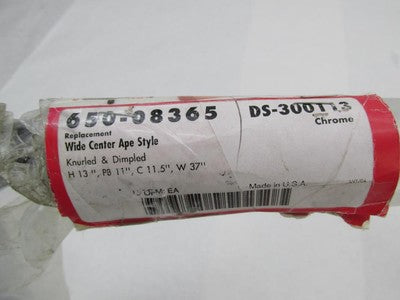 650-08365 DS-300113
Replacement Chrome
Wide Center Ape Style
Knurled & Dimpled
H 13", PB 11", C 11.5", W 37"
EA Made in U.S.A.